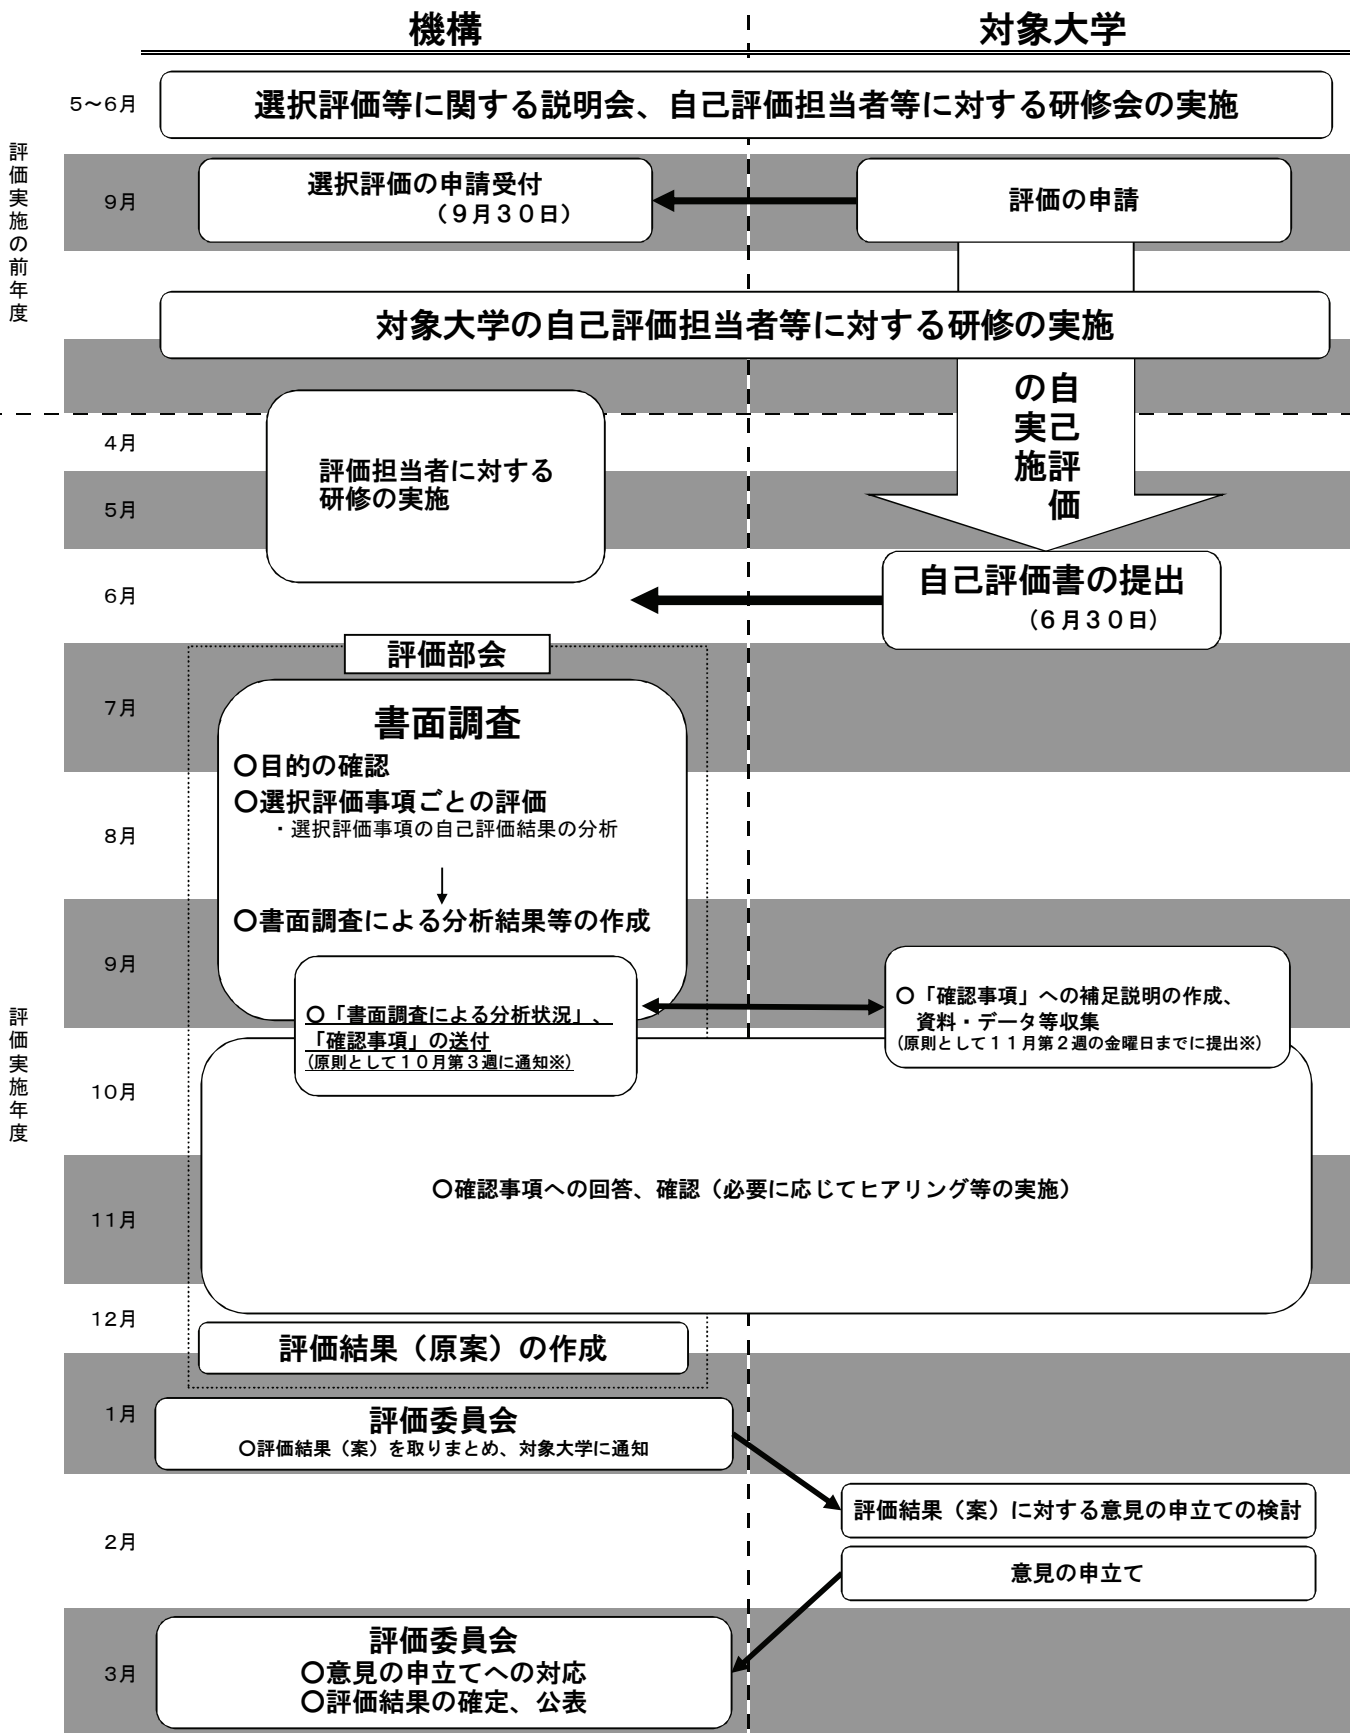 機構
対象大学
評価実施の前年度
5～6月
選択評価等に関する説明会、自己評価担当者等に対する研修会の実施
9月
選択評価の申請受付
（９月３０日）
評価の申請
対象大学の自己評価担当者等に対する研修の実施
自己評価
の実施
評価実施年度
4月
評価担当者に対する
研修の実施
5月
6月
自己評価書の提出
（６月３０日）
評価部会
7月
書面調査
○目的の確認
○選択評価事項ごとの評価
・選択評価事項の自己評価結果の分析
8月
↓
○書面調査による分析結果等の作成
9月
○「書面調査による分析状況」、
「確認事項」の送付
（原則として１０月第３週に通知※）
○「確認事項」への補足説明の作成、
資料・データ等収集
（原則として１１月第２週の金曜日までに提出※）
10月
○確認事項への回答、確認（必要に応じてヒアリング等の実施）
11月
12月
評価結果（原案）の作成
1月
評価委員会
○評価結果（案）を取りまとめ、対象大学に通知
評価結果（案）に対する意見の申立ての検討
2月
意見の申立て
3月
評価委員会
○意見の申立てへの対応
○評価結果の確定、公表